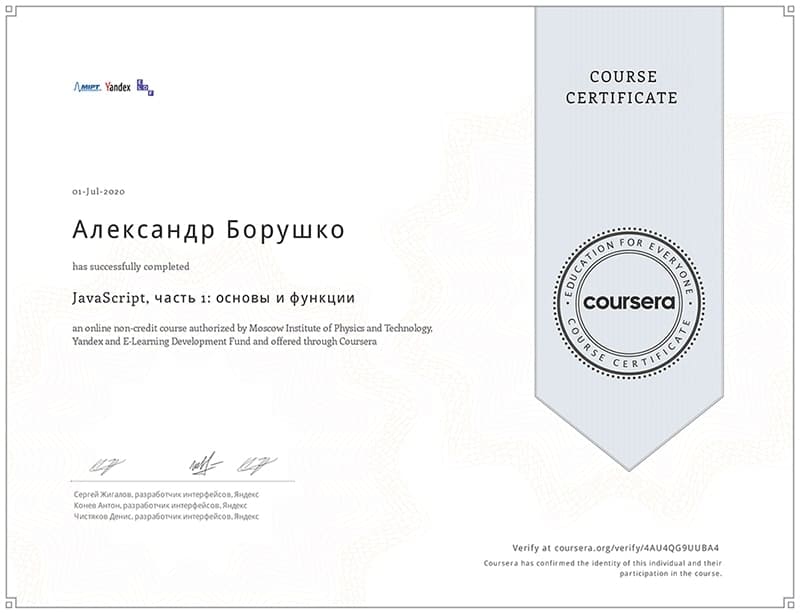 MIPT Yandex
COURSE
CERTIFICATE
01-Jul-2020
Александр Борушко
has successfully completed
JavaScript, часть 1: основы и функции
an online non-credit course authorized by Moscow Institute of Physics and Technology,
Yandex and E-Learning Development Fund and offered through Coursera
EDUCATION FOR EVERYONE
coursera
COURSE CERTIFICATE
Сергей Жигалов, разработчик интерфейсов, Яндекс
Конев Антон, разработчик интерфейсов, Яндекс
Чистяков Денис, разработчик интерфейсов, Яндекс
Verify at coursera.org/verify/4AU4QG9UUBA4
Coursera has confirmed the identity of this individual and their
participation in the course.